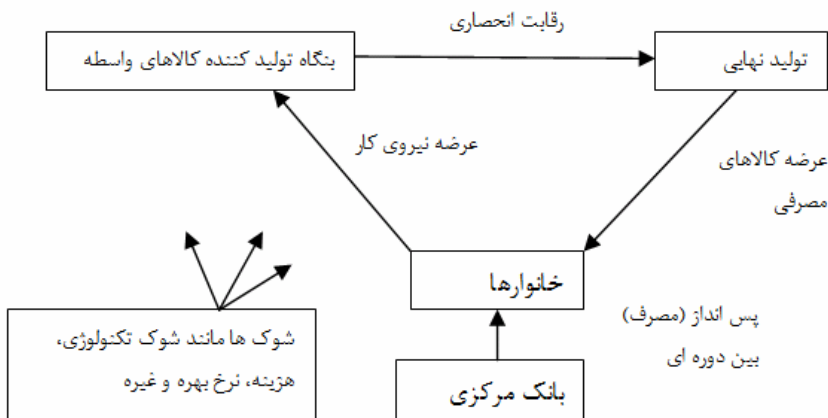 رقابت انحصاری
بنگاه تولید کننده کالاهای واسطه
تولید نهایی
عرضه نیروی کار
عرضه کالاهای
مصرفی
خانوارها
پس انداز (مصرف)
بین دوره ای
شوک ها مانند شوک تکنولوژی،
هزینه، نرخ بهره و غیره
بانک مرکزی